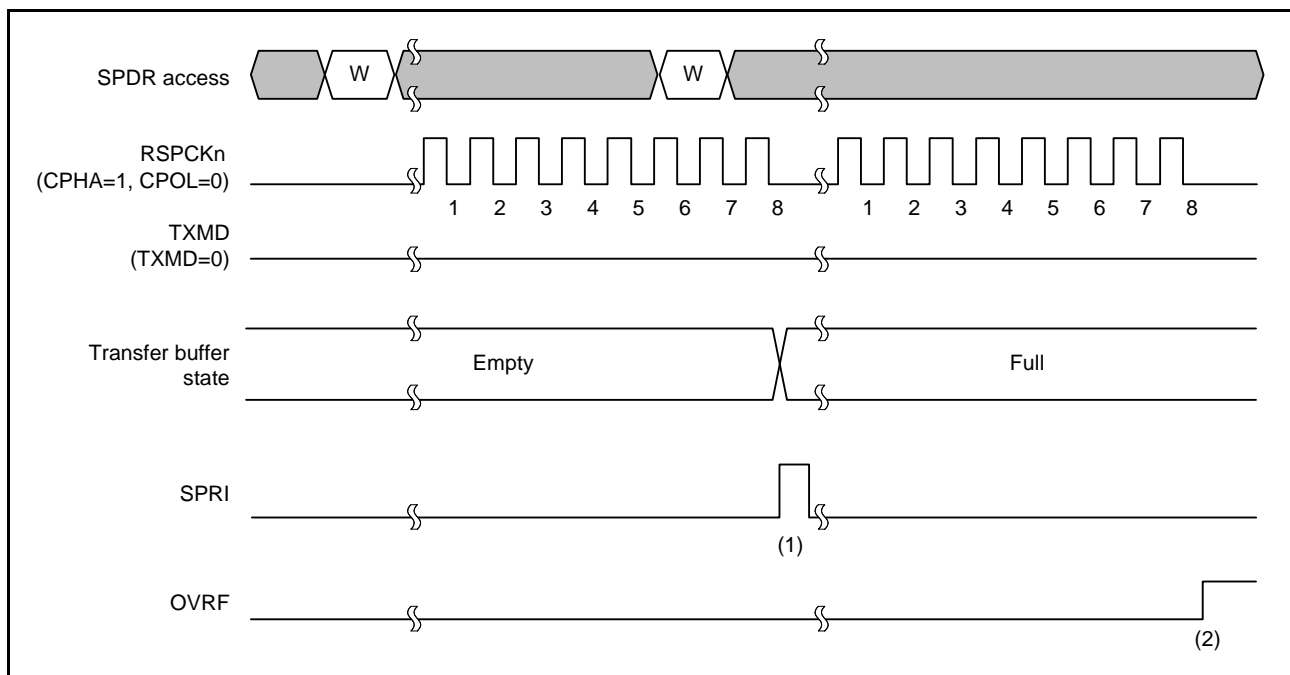 SPDR access
W
W
RSPCKn
(CPHA=1, CPOL=0)
1 2 3 4 5 6 7 8 1 2 3 4 5 6 7 8
TXMD
(TXMD=0)
Transfer buffer
state
Empty
Full
SPRI
(1)
OVRF
(2)